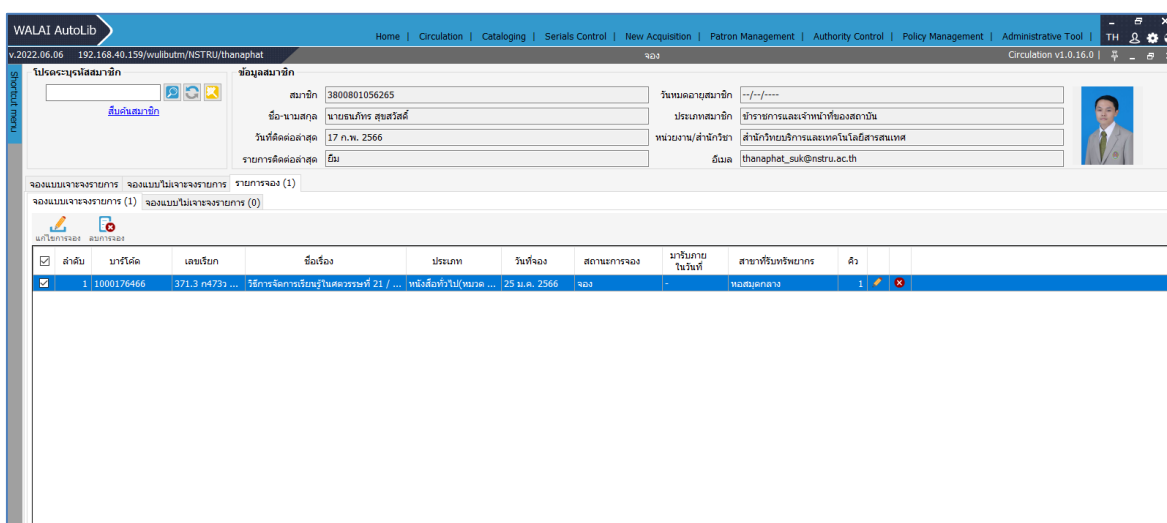 WALAI AutoLib
Home | Circulation | Cataloging | Serials Control | New Acquisition | Patron Management | Authority Control | Policy Management | Administrative Tool | TH
v.2022.06.06 192.168.40.159/wulibutm/NSTRU/thanaphat จอง Circulation v1.0.16.0 |
Shortcut menu
โปรดระบุรหัสสมาชิก ข้อมูลสมาชิก
สมาชิก 3800801056265 วันหมดอายุสมาชิก --/--/----
สืบค้นสมาชิก ชื่อ-นามสกุล นายธนภัทร สุขสวัสดิ์ ประเภทสมาชิก ข้าราชการและเจ้าหน้าที่ของสถาบัน
วันที่ติดต่อล่าสุด 17 ก.พ. 2566 หน่วยงาน/สำนักวิชา สำนักวิทยบริการและเทคโนโลยีสารสนเทศ
รายการติดต่อล่าสุด ยืม อีเมล thanaphat_suk@nstru.ac.th
จองแบบเจาะจงรายการ จองแบบไม่เจาะจงรายการ รายการจอง (1)
จองแบบเจาะจงรายการ (1) จองแบบไม่เจาะจงรายการ (0)
แก้ไขการจอง ลบการจอง
ลำดับ บาร์โค้ด เลขเรียก ชื่อเรื่อง ประเภท วันที่จอง สถานะการจอง มารับภายในวันที่ สาขาที่รับทรัพยากร คิว
1 1000176466 371.3 ก473ว ... วิธีการจัดการเรียนรู้ในศตวรรษที่ 21 / ... หนังสือทั่วไป(หมวด ... 25 ม.ค. 2566 จอง - หอสมุดกลาง 1